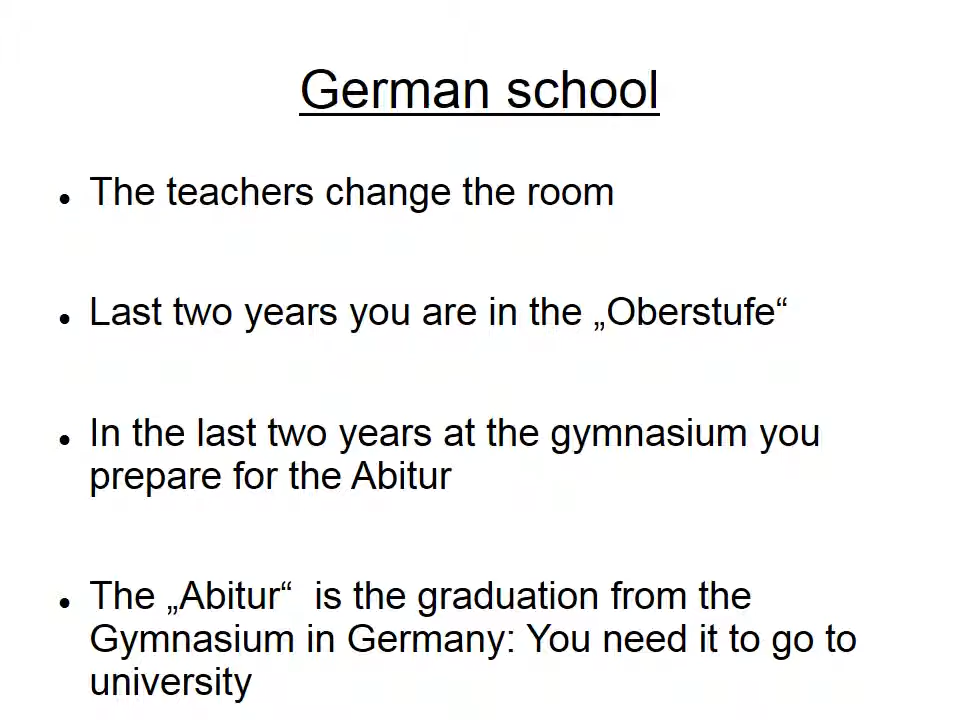 German school
• The teachers change the room
• Last two years you are in the „Oberstufe“
• In the last two years at the gymnasium you
prepare for the Abitur
• The „Abitur“  is the graduation from the
Gymnasium in Germany: You need it to go to
university